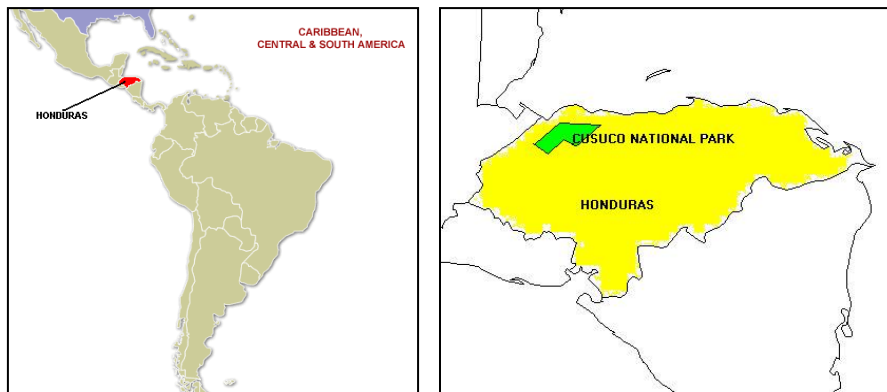 CARIBBEAN,
CENTRAL & SOUTH AMERICA
HONDURAS
CUSUCO NATIONAL PARK
HONDURAS